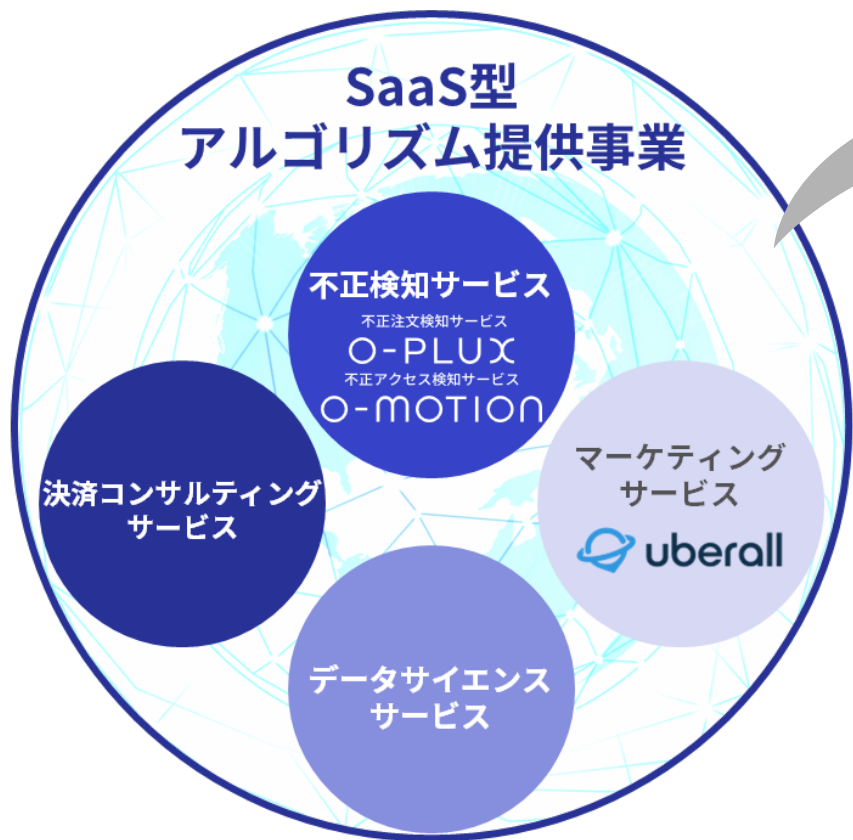 SaaS型
アルゴリズム提供事業
不正検知サービス
不正注文検知サービス
O-PLUX
不正アクセス検知サービス
O-MOTION
決済コンサルティング
サービス
マーケティング
サービス
uberall
データサイエンス
サービス